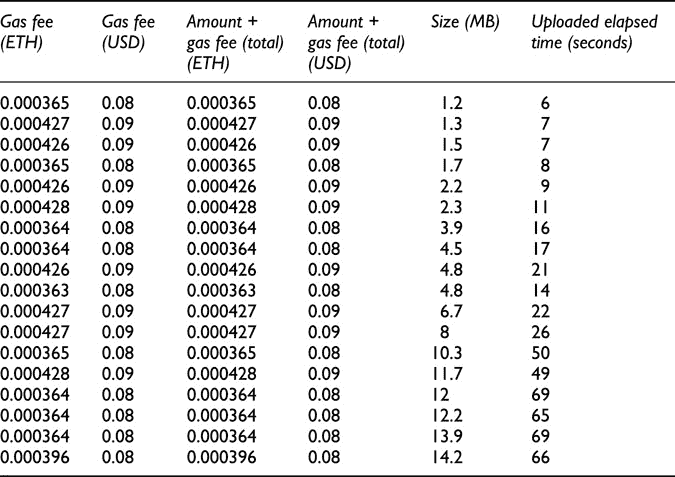 Gas fee (ETH) Gas fee (USD) Amount + gas fee (total) (ETH) Amount + gas fee (total) (USD) Size (MB) Uploaded elapsed time (seconds)
0.000365 0.08 0.000365 0.08 1.2 6
0.000427 0.09 0.000427 0.09 1.3 7
0.000426 0.09 0.000426 0.09 1.5 7
0.000365 0.08 0.000365 0.08 1.7 8
0.000426 0.09 0.000426 0.09 2.2 9
0.000428 0.09 0.000428 0.09 2.3 11
0.000364 0.08 0.000364 0.08 3.9 16
0.000364 0.08 0.000364 0.08 4.5 17
0.000426 0.09 0.000426 0.09 4.8 21
0.000363 0.08 0.000363 0.08 4.8 14
0.000427 0.09 0.000427 0.09 6.7 22
0.000427 0.09 0.000427 0.09 8 26
0.000365 0.08 0.000365 0.08 10.3 50
0.000428 0.09 0.000428 0.09 11.7 49
0.000364 0.08 0.000364 0.08 12 69
0.000364 0.08 0.000364 0.08 12.2 65
0.000364 0.08 0.000364 0.08 13.9 69
0.000396 0.08 0.000396 0.08 14.2 66